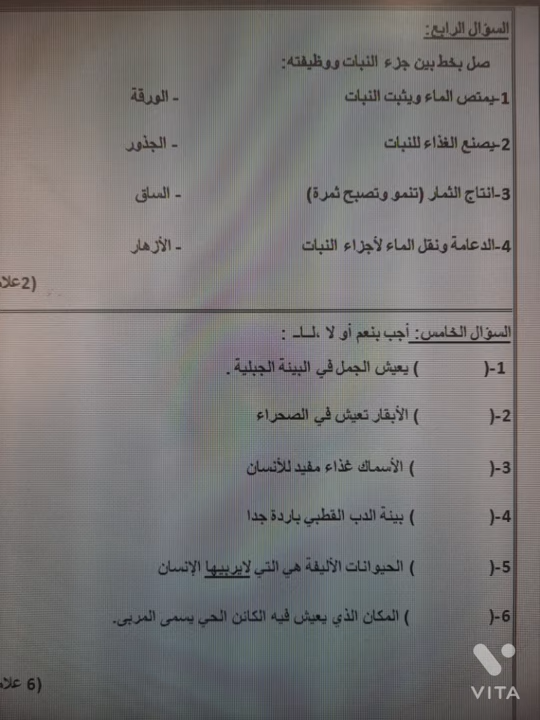 السؤال الرابع:
صل بخط بين جزء النبات ووظيفته:
1-يمتص الماء ويثبت النبات - الورقة
2-يصنع الغذاء للنبات - الجذور
3-انتاج الثمار (تنمو وتصبح ثمرة) - الساق
4-الدعامة ونقل الماء لأجزاء النبات - الأزهار
(2علا
السؤال الخامس: أجب بنعم أو لا ،لــا :
1-( ) يعيش الجمل في البيئة الجبلية .
2-( ) الأبقار تعيش في الصحراء
3-( ) الأسماك غذاء مفيد للأنسان
4-( ) بيئة الدب القطبي باردة جدا
5-( ) الحيوانات الأليفة هي التي لايربيها الإنسان
6-( ) المكان الذي يعيش فيه الكائن الحي يسمى المربى.
(6 علا
VITA